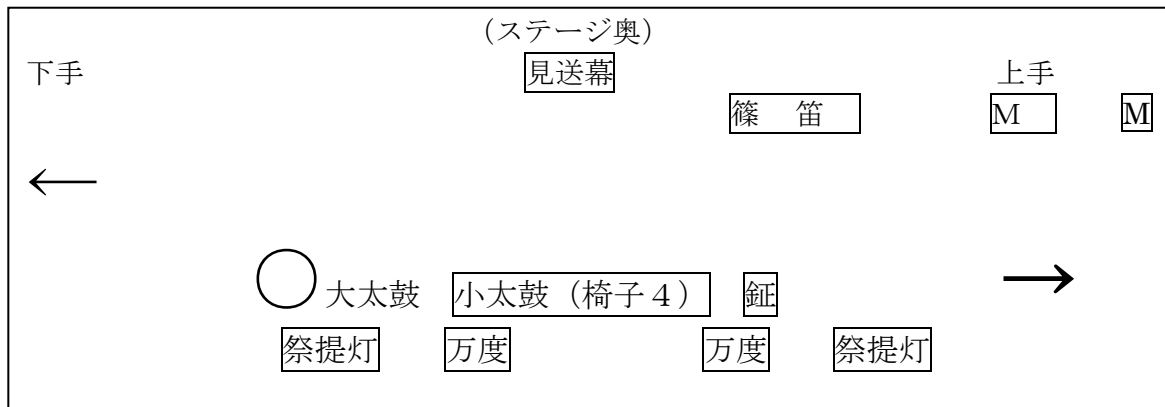 （ステージ奥）
下手 見送幕 上手
篠　笛 Ｍ M
大太鼓 小太鼓（椅子４） 鉦
祭提灯 万度 万度 祭提灯